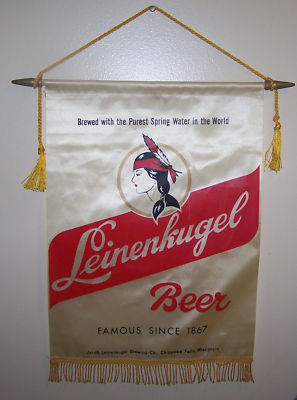 Brewed with the Purest Spring Water in the World
Leinenkugel
Beer
FAMOUS SINCE 1867
Jacob Leinenkugel Brewing Co., Chippewa Falls, Wisconsin